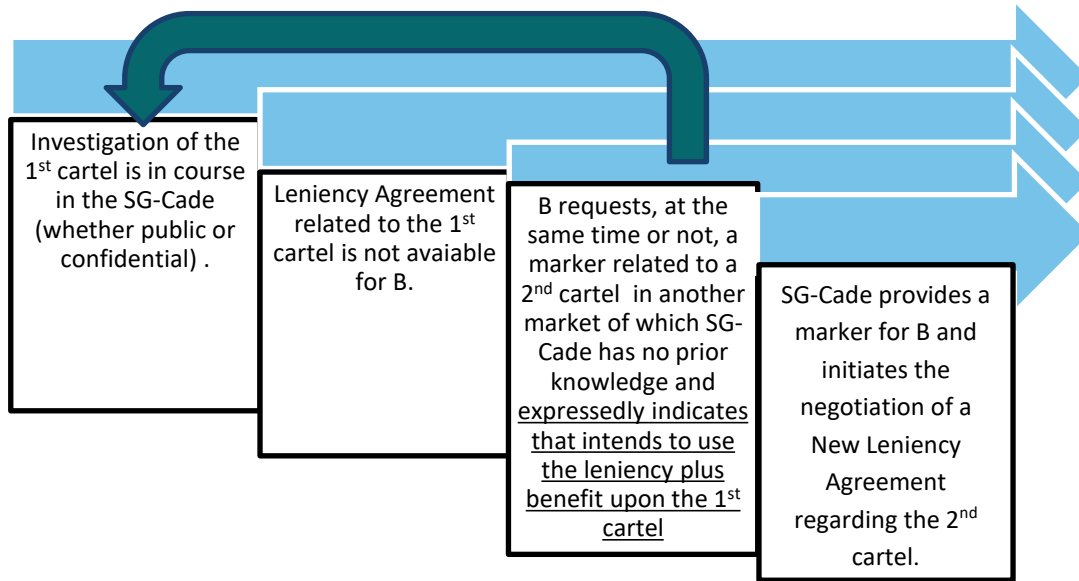 Investigation of the
1st cartel is in course
in the SG-Cade
(whether public or
confidential) .
Leniency Agreement
related to the 1st
cartel is not avaiable
for B.
B requests, at the
same time or not, a
marker related to a
2nd cartel in another
market of which SG-
Cade has no prior
knowledge and
expressedly indicates
that intends to use
the leniency plus
benefit upon the 1st
cartel
SG-Cade provides a
marker for B and
initiates the
negotiation of a
New Leniency
Agreement
regarding the 2nd
cartel.